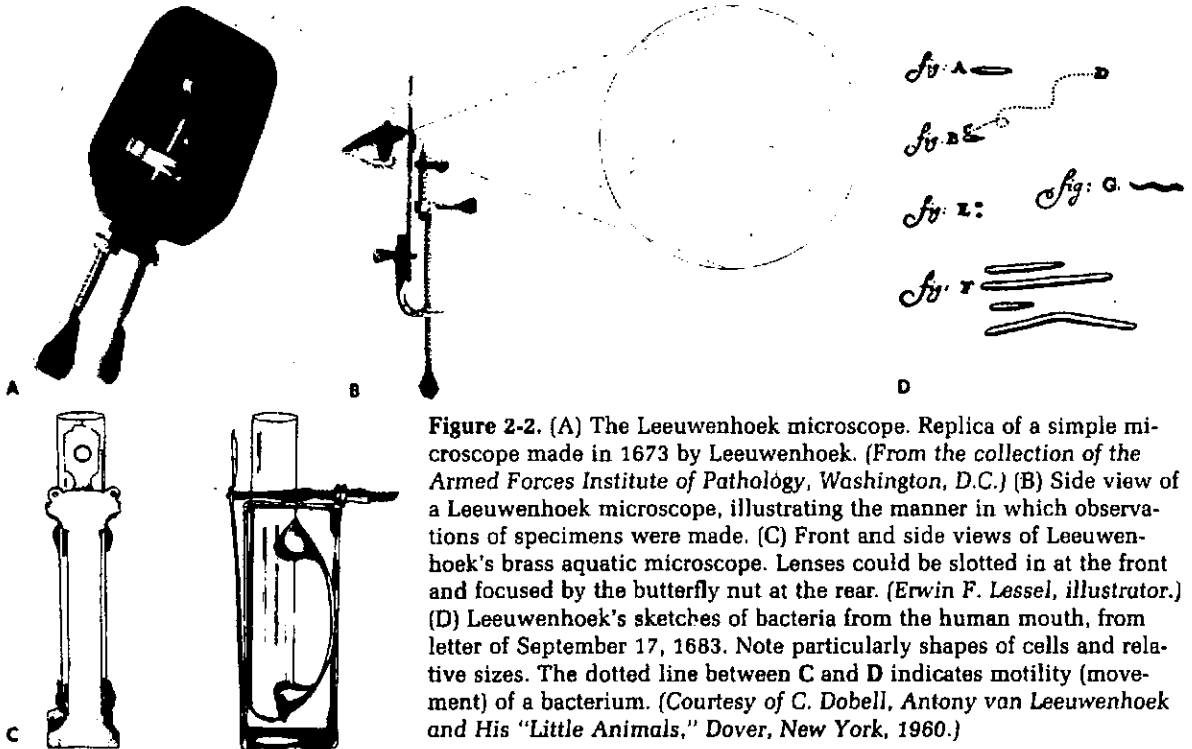 fig: A
D
fig. B
fig: G.
fig: E
fig: F
A
B
D
C
Figure 2-2. (A) The Leeuwenhoek microscope. Replica of a simple mi-
croscope made in 1673 by Leeuwenhoek. (From the collection of the
Armed Forces Institute of Pathology, Washington, D.C.) (B) Side view of
a Leeuwenhoek microscope, illustrating the manner in which observa-
tions of specimens were made. (C) Front and side views of Leeuwen-
hoek's brass aquatic microscope. Lenses could be slotted in at the front
and focused by the butterfly nut at the rear. (Erwin F. Lessel, illustrator.)
(D) Leeuwenhoek's sketches of bacteria from the human mouth, from
letter of September 17, 1683. Note particularly shapes of cells and rela-
tive sizes. The dotted line between C and D indicates motility (move-
ment) of a bacterium. (Courtesy of C. Dobell, Antony van Leeuwenhoek
and His "Little Animals," Dover, New York, 1960.)